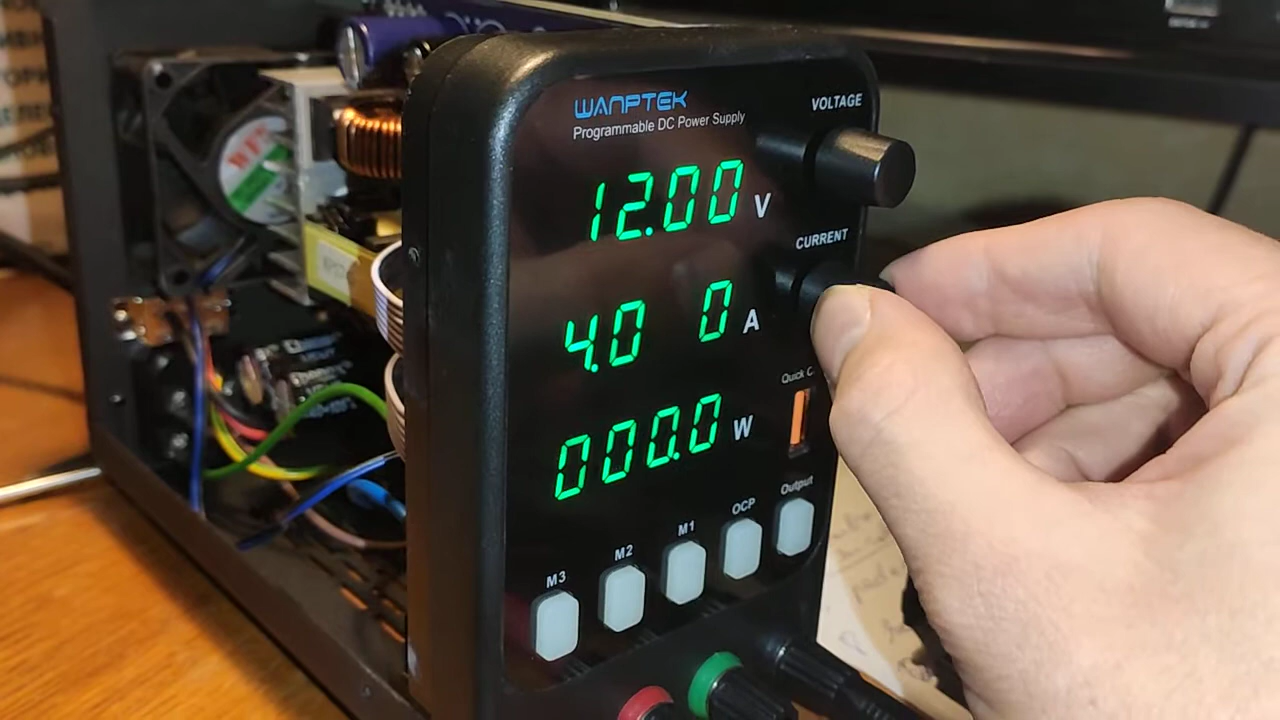 WANPTEK
Programmable DC Power Supply
VOLTAGE
12.00 V
CURRENT
4.0 0 A
Quick C
000.0 W
Output
OCP
M1
M2
M3